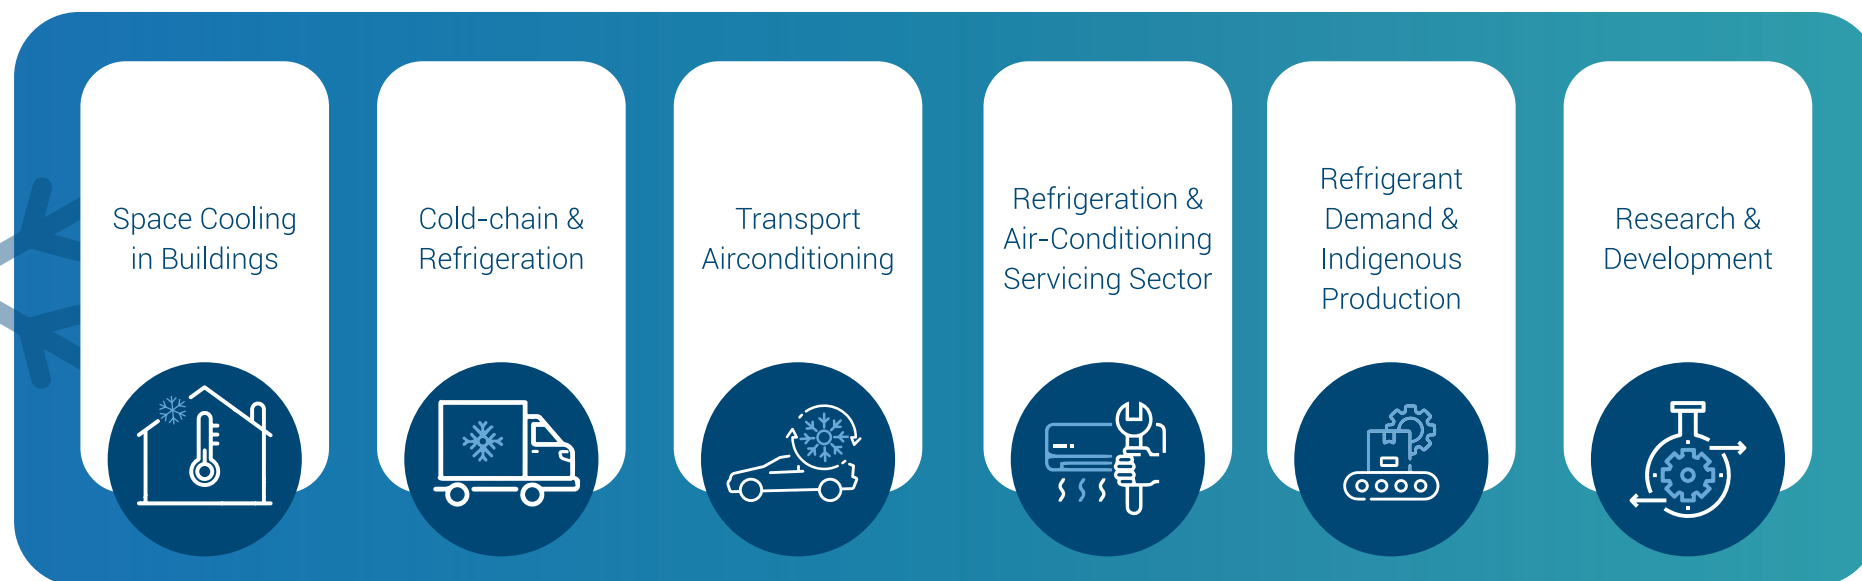 Space Cooling
in Buildings
Cold-chain &
Refrigeration
Transport
Airconditioning
Refrigeration &
Air-Conditioning
Servicing Sector
Refrigerant
Demand &
Indigenous
Production
Research &
Development